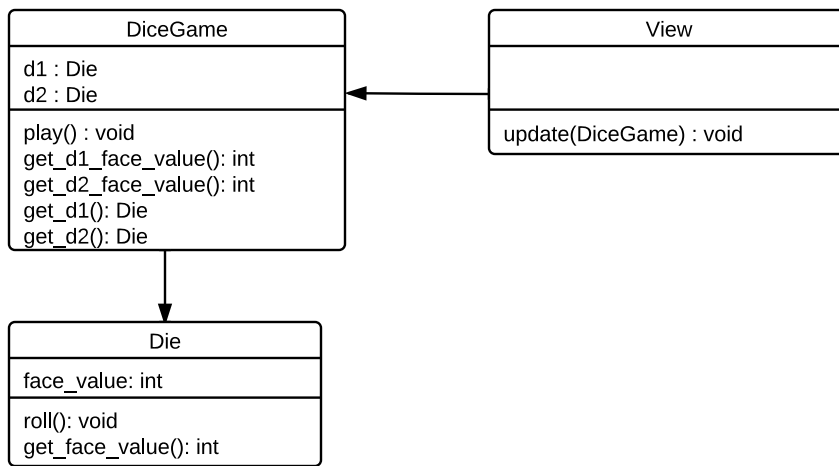 DiceGame
d1 : Die
d2 : Die
play() : void
get_d1_face_value(): int
get_d2_face_value(): int
get_d1(): Die
get_d2(): Die
View
update(DiceGame) : void
Die
face_value: int
roll(): void
get_face_value(): int